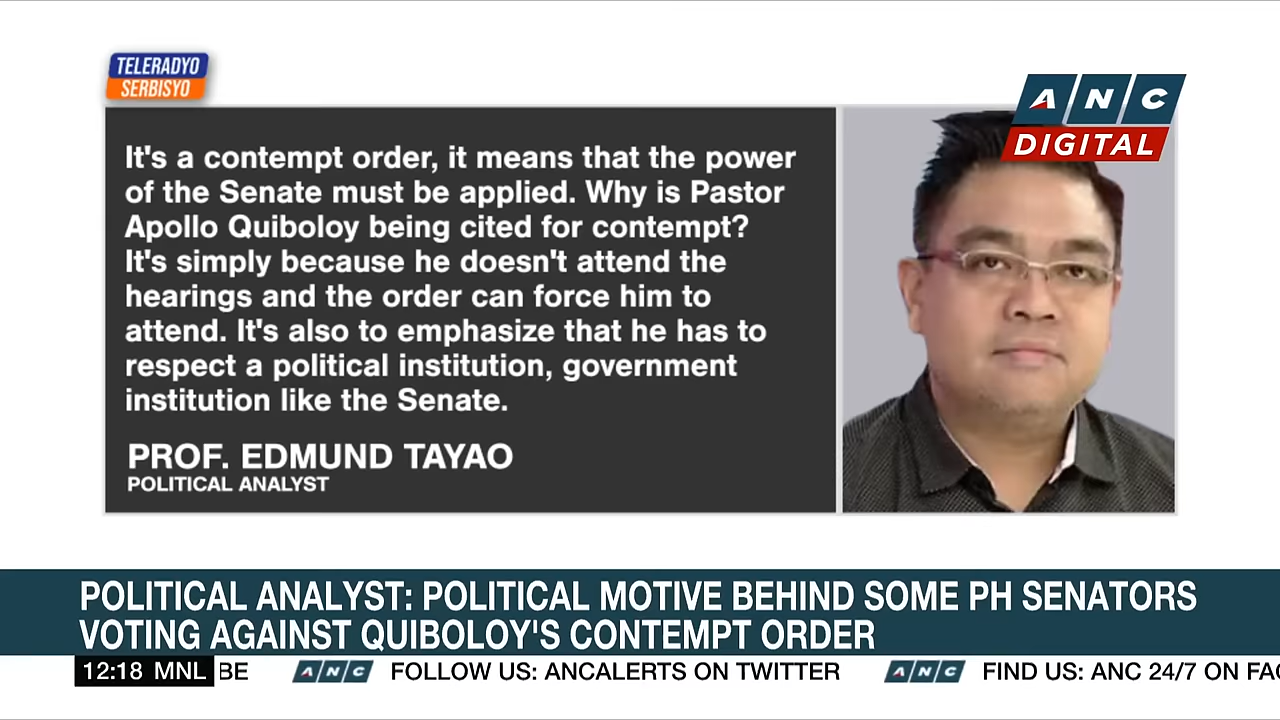 TELERADYO
SERBISYO
ANC
DIGITAL
It's a contempt order, it means that the power
of the Senate must be applied. Why is Pastor
Apollo Quiboloy being cited for contempt?
It's simply because he doesn't attend the
hearings and the order can force him to
attend. It's also to emphasize that he has to
respect a political institution, government
institution like the Senate.
PROF. EDMUND TAYAO
POLITICAL ANALYST
POLITICAL ANALYST: POLITICAL MOTIVE BEHIND SOME PH SENATORS
VOTING AGAINST QUIBOLOY'S CONTEMPT ORDER
12:18 MNL BE ANC FOLLOW US: ANCALERTS ON TWITTER ANC FIND US: ANC 24/7 ON FAC